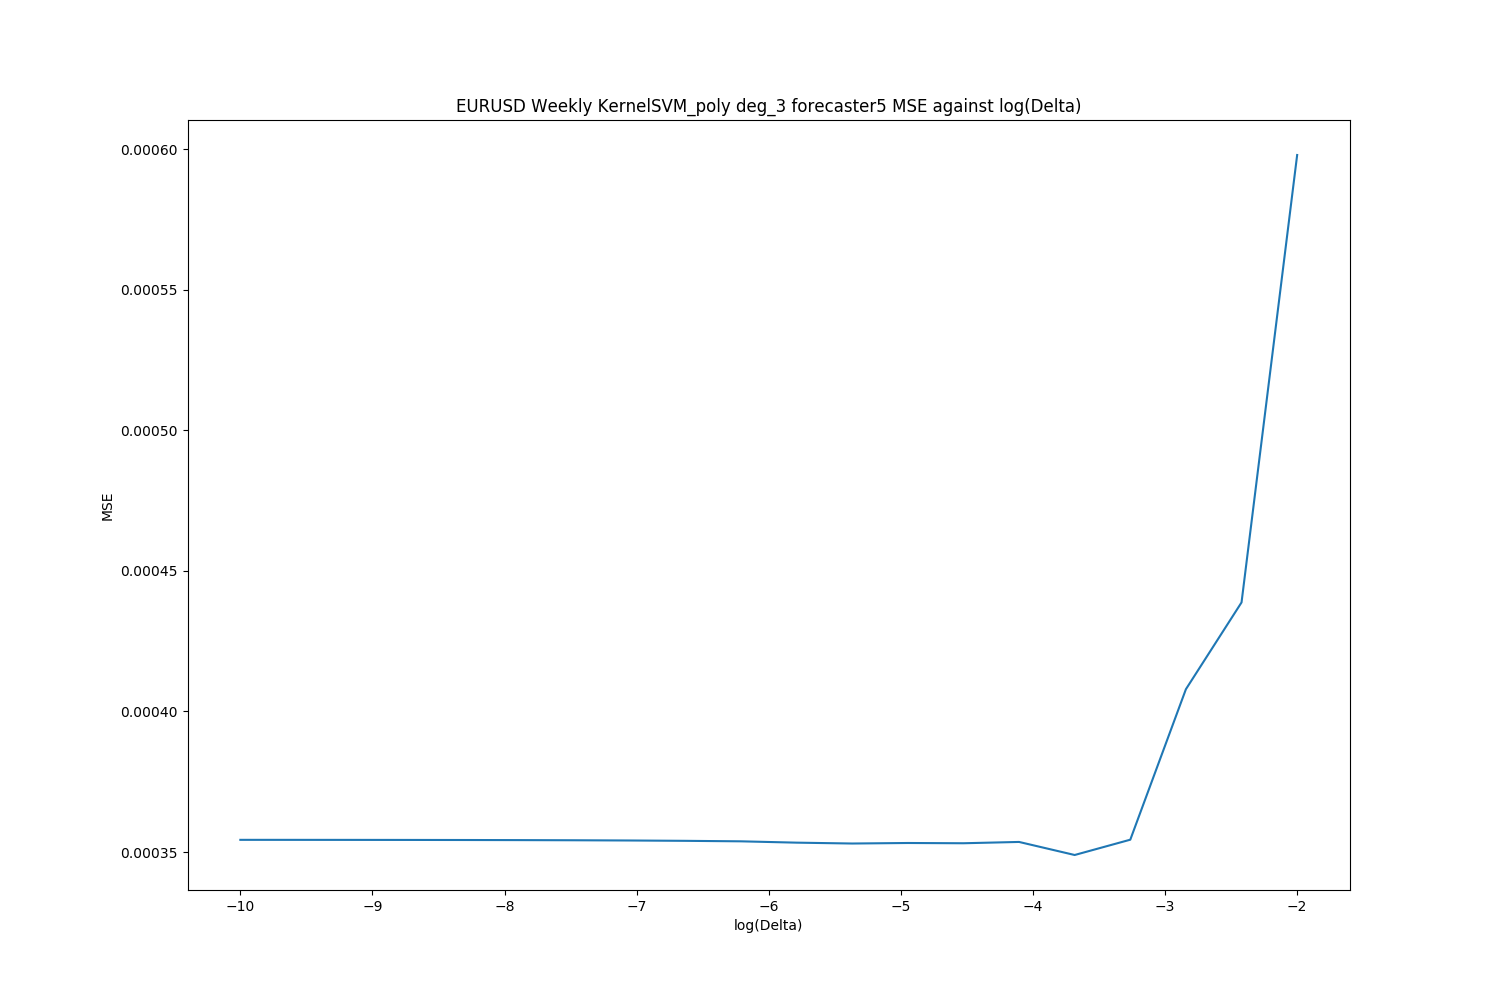 EURUSD Weekly KernelSVM_poly deg_3 forecaster5 MSE against log(Delta)
0.00060
0.00055
0.00050
0.00045
0.00040
0.00035
MSE
−10 −9 −8 −7 −6 −5 −4 −3 −2
log(Delta)